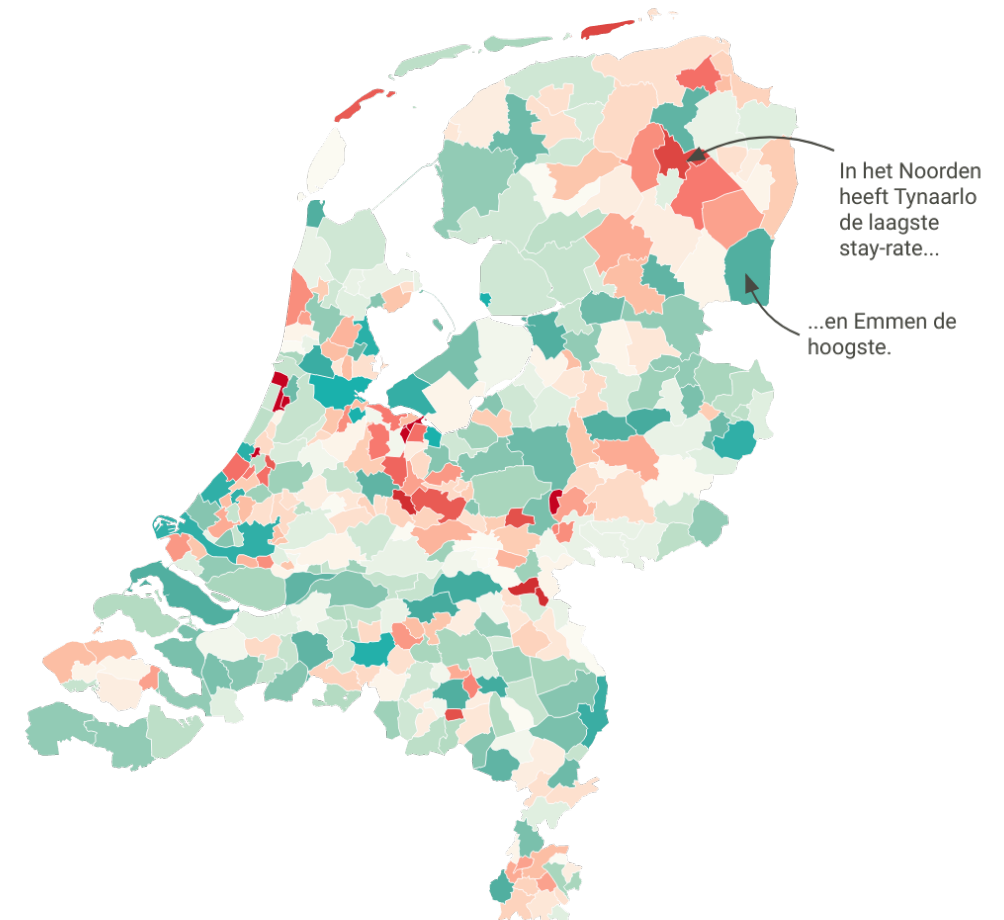 In het Noorden
heeft Tynaarlo
de laagste
stay-rate...
...en Emmen de
hoogste.